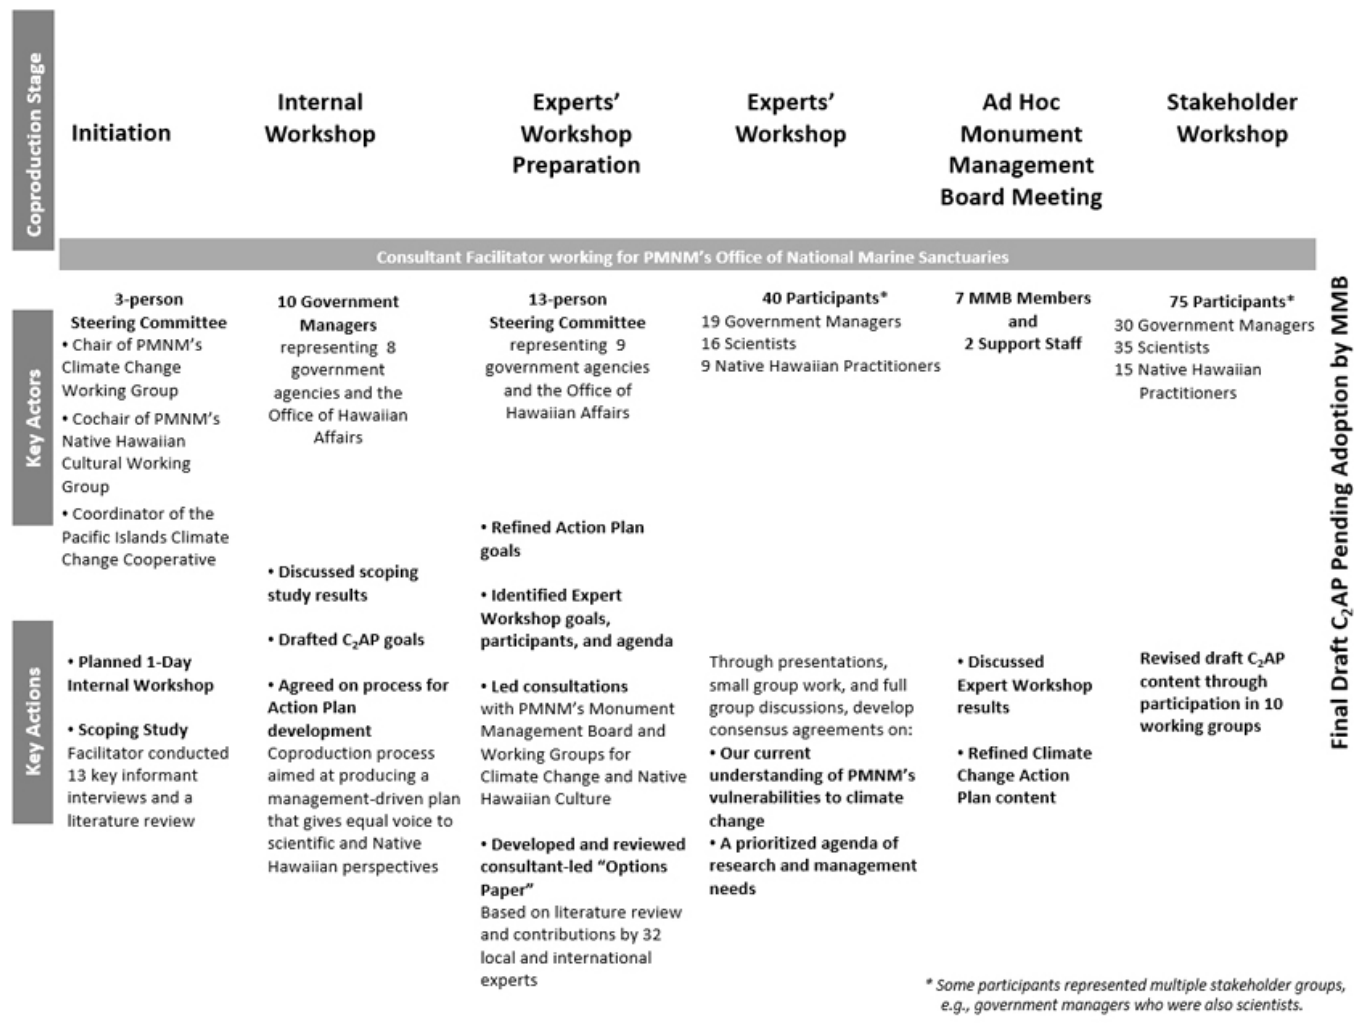 Coproduction Stage
Initiation
Internal
Workshop
Experts’
Workshop
Preparation
Experts’
Workshop
Ad Hoc
Monument
Management
Board Meeting
Stakeholder
Workshop
Consultant Facilitator working for PMNM’s Office of National Marine Sanctuaries
Key Actors
3-person
Steering Committee
• Chair of PMNM’s
Climate Change
Working Group
• Cochair of PMNM’s
Native Hawaiian
Cultural Working
Group
• Coordinator of the
Pacific Islands Climate
Change Cooperative
10 Government
Managers
representing 8
government
agencies and the
Office of Hawaiian
Affairs
13-person
Steering Committee
representing 9
government agencies
and the Office of
Hawaiian Affairs
40 Participants*
19 Government Managers
16 Scientists
9 Native Hawaiian Practitioners
7 MMB Members
and
2 Support Staff
75 Participants*
30 Government Managers
35 Scientists
15 Native Hawaiian
Practitioners
Key Actions
• Planned 1-Day
Internal Workshop
• Scoping Study
Facilitator conducted
13 key informant
interviews and a
literature review
• Discussed scoping
study results
• Drafted C₂AP goals
• Agreed on process for
Action Plan
development
Coproduction process
aimed at producing a
management-driven plan
that gives equal voice to
scientific and Native
Hawaiian perspectives
• Refined Action Plan
goals
• Identified Expert
Workshop goals,
participants, and agenda
• Led consultations
with PMNM’s Monument
Management Board and
Working Groups for
Climate Change and Native
Hawaiian Culture
• Developed and reviewed
consultant-led “Options
Paper”
Based on literature review
and contributions by 32
local and international
experts
Through presentations,
small group work, and full
group discussions, develop
consensus agreements on:
• Our current
understanding of PMNM’s
vulnerabilities to climate
change
• A prioritized agenda of
research and management
needs
• Discussed
Expert Workshop
results
• Refined Climate
Change Action
Plan content
Revised draft C₂AP
content through
participation in 10
working groups
Final Draft C₂AP Pending Adoption by MMB
* Some participants represented multiple stakeholder groups,
e.g., government managers who were also scientists.